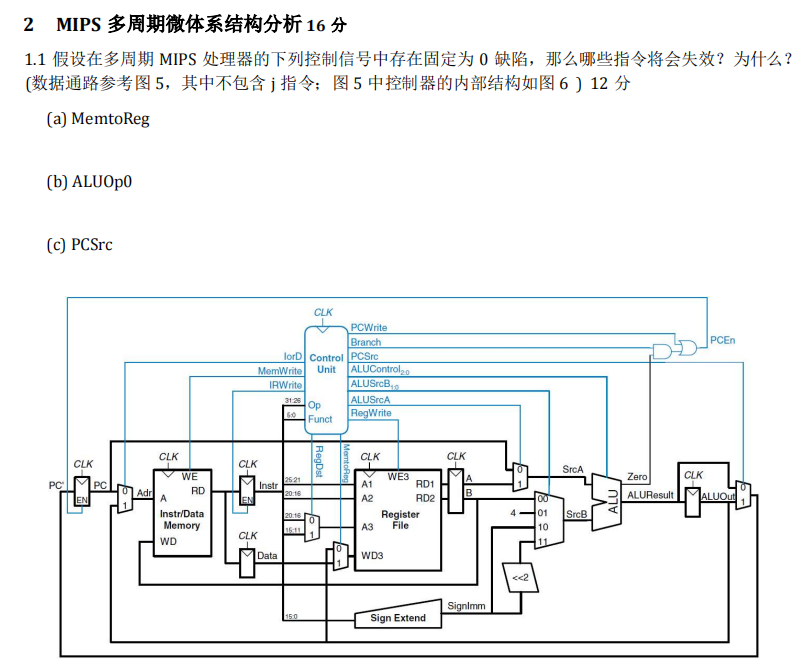 2 MIPS 多周期微体系结构分析 16 分
1.1 假设在多周期 MIPS 处理器的下列控制信号中存在固定为 0 缺陷，那么哪些指令将会失效？为什么？
(数据通路参考图 5，其中不包含 j 指令；图 5 中控制器的内部结构如图 6 ) 12 分
(a) MemtoReg
(b) ALUOp0
(c) PCSrc
CLK
PCWrite
Branch
PCEn
IorD Control PCSrc
MemWrite Unit ALUControl2:0
IRWrite ALUSrcB1:0
31:26 Op ALUSrcA
5:0 Funct RegWrite
RegDst
MemtoReg
CLK CLK CLK CLK CLK
PC' PC EN
0 1 Adr
WE
A RD
Instr/Data
Memory
WD
EN Instr
25:21 A1 WE3 RD1 A
20:16 A2 RD2 B
20:16 0
15:11 1 A3 Register
File
WD3
CLK
Data
0 1
0 1 SrcA
4
00
01
10
11
SrcB
ALU
Zero
CLK
ALUResult ALUOut
0 1
<<2
SignImm
15:0 Sign Extend